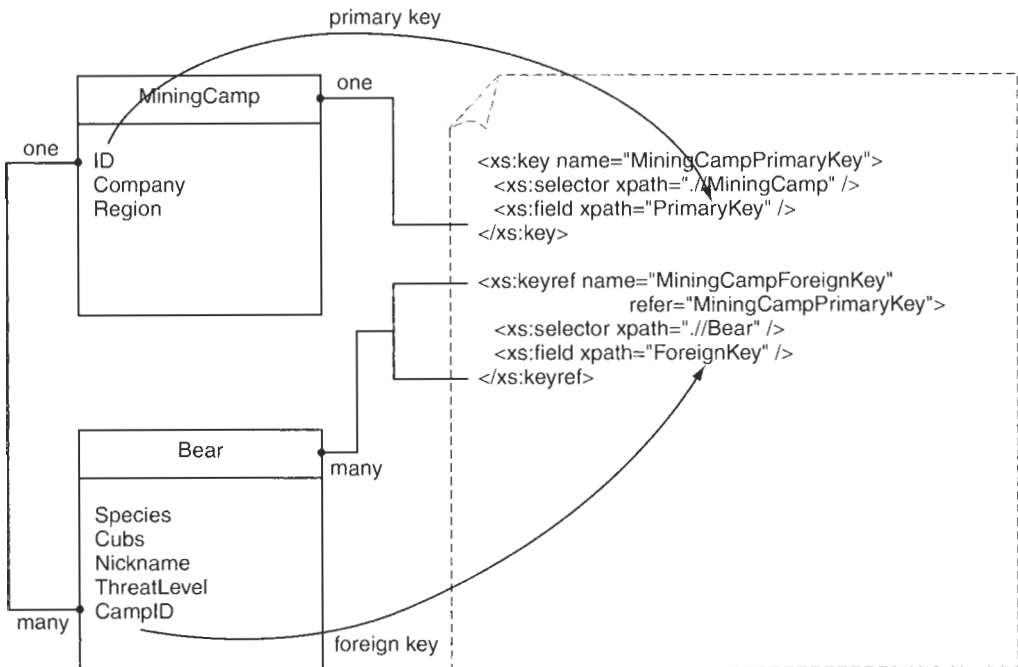 primary key
MiningCamp
one
one
ID
Company
Region
<xs:key name="MiningCampPrimaryKey">
<xs:selector xpath=".//MiningCamp" />
<xs:field xpath="PrimaryKey" />
</xs:key>
<xs:keyref name="MiningCampForeignKey"
refer="MiningCampPrimaryKey">
<xs:selector xpath=".//Bear" />
<xs:field xpath="ForeignKey" />
</xs:keyref>
Bear
many
Species
Cubs
Nickname
ThreatLevel
CampID
many
foreign key